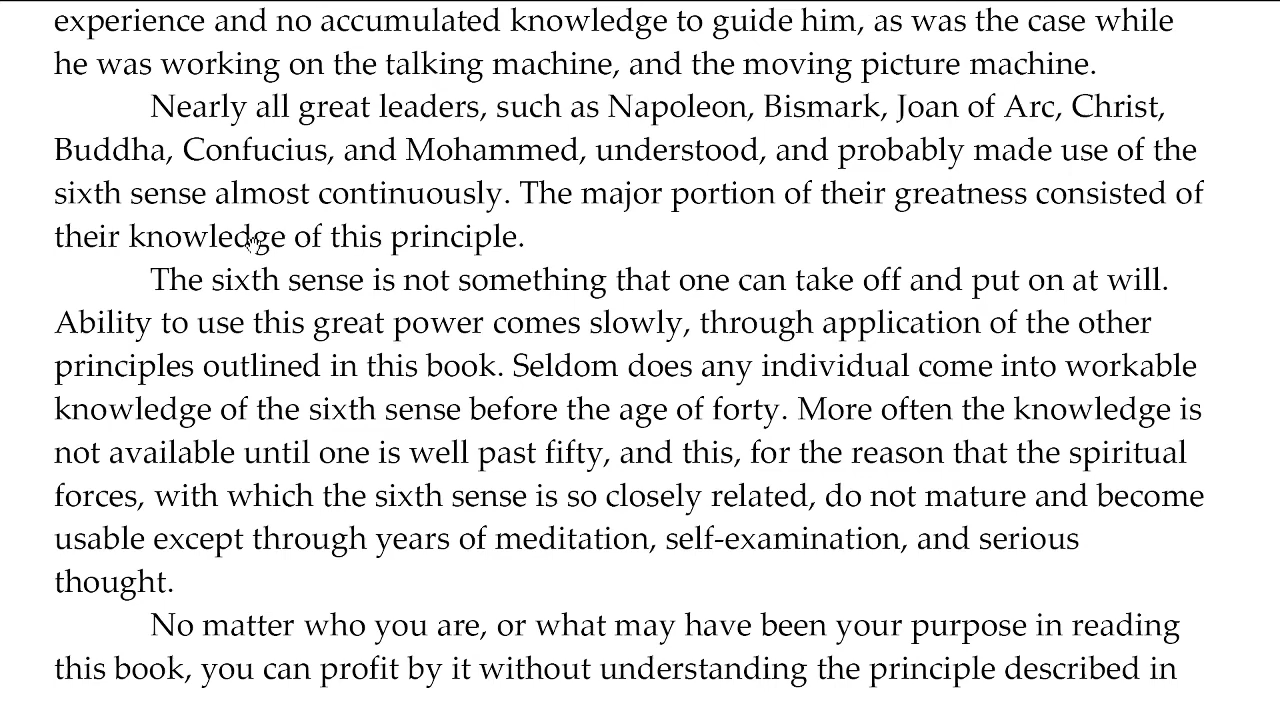 experience and no accumulated knowledge to guide him, as was the case while
he was working on the talking machine, and the moving picture machine.
Nearly all great leaders, such as Napoleon, Bismark, Joan of Arc, Christ,
Buddha, Confucius, and Mohammed, understood, and probably made use of the
sixth sense almost continuously. The major portion of their greatness consisted of
their knowledge of this principle.
The sixth sense is not something that one can take off and put on at will.
Ability to use this great power comes slowly, through application of the other
principles outlined in this book. Seldom does any individual come into workable
knowledge of the sixth sense before the age of forty. More often the knowledge is
not available until one is well past fifty, and this, for the reason that the spiritual
forces, with which the sixth sense is so closely related, do not mature and become
usable except through years of meditation, self-examination, and serious
thought.
No matter who you are, or what may have been your purpose in reading
this book, you can profit by it without understanding the principle described in